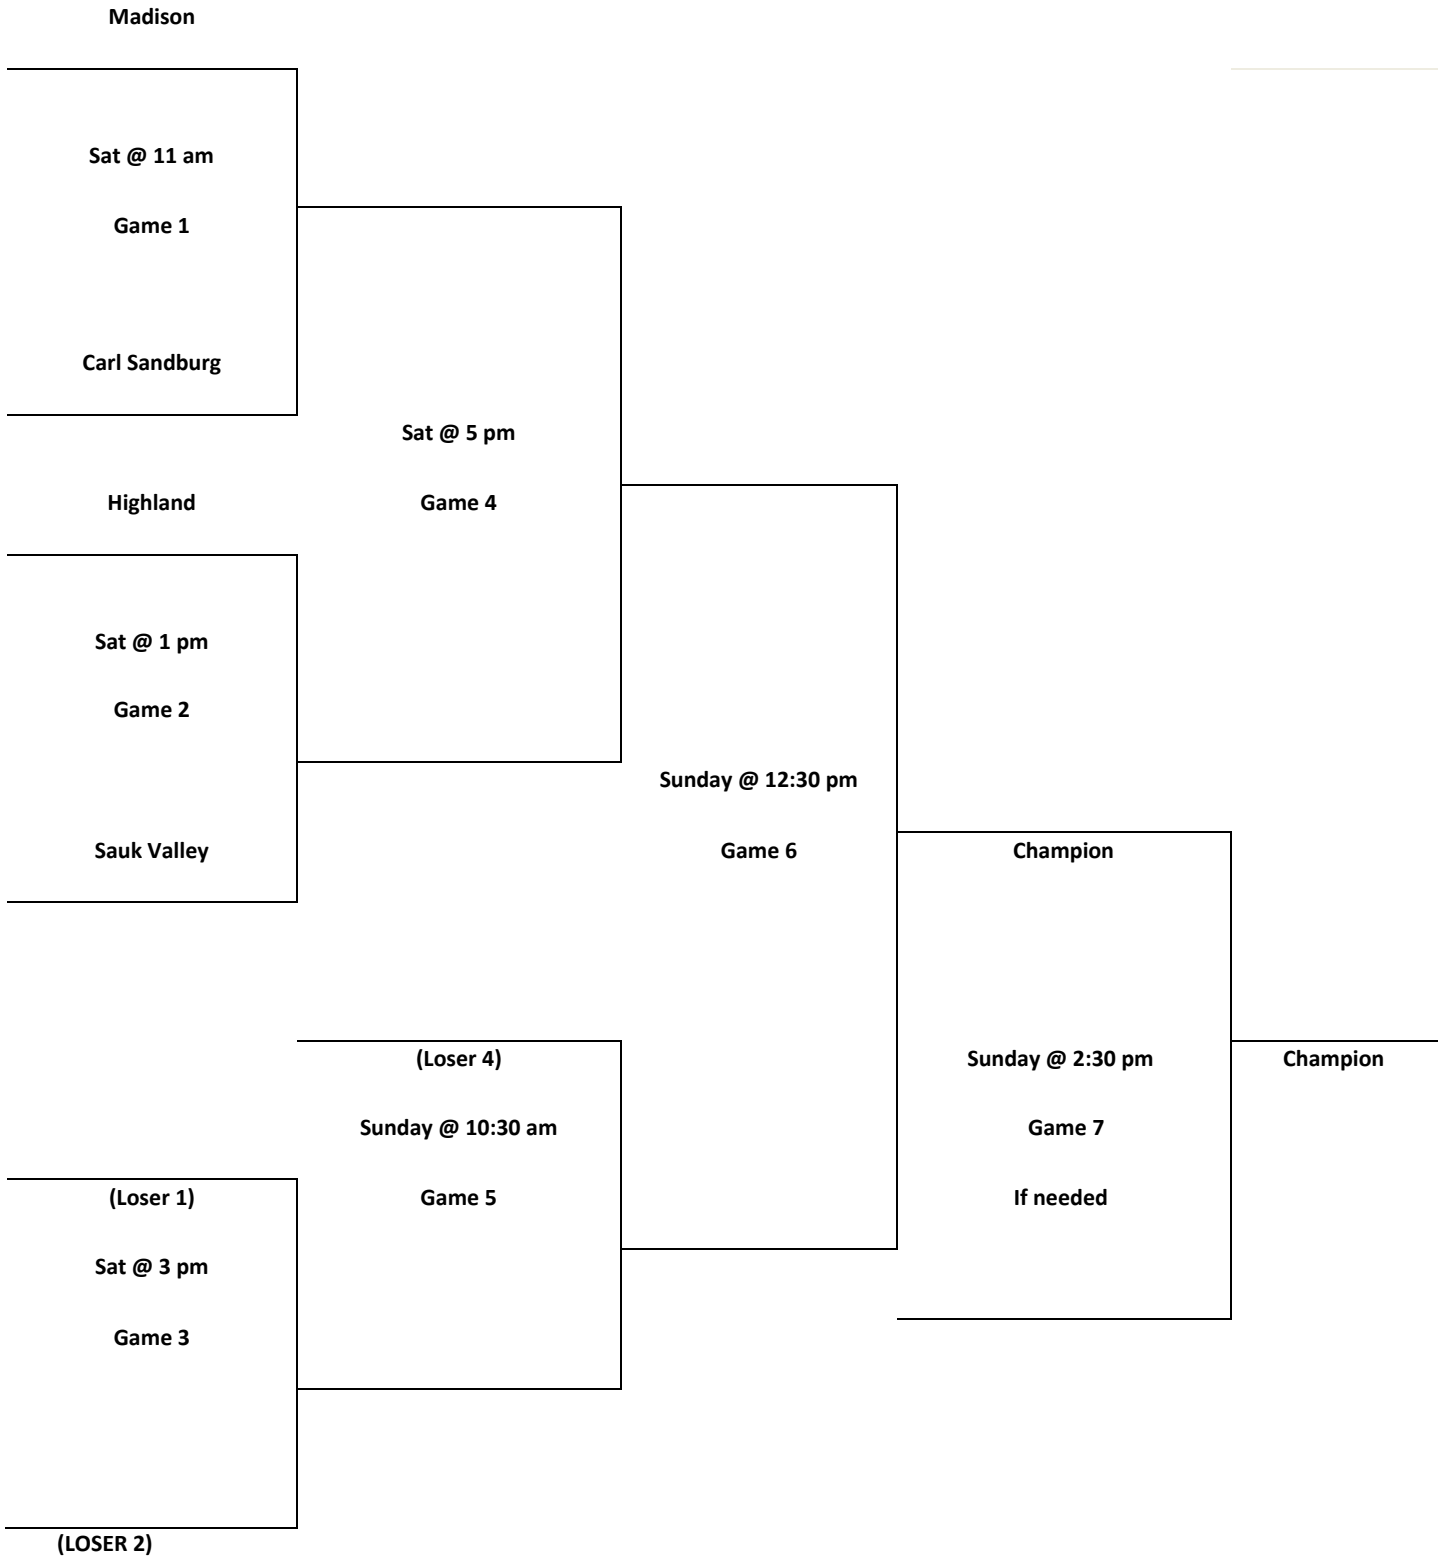 Madison
Sat @ 11 am
Game 1
Carl Sandburg
Sat @ 5 pm
Highland
Game 4
Sat @ 1 pm
Game 2
Sunday @ 12:30 pm
Sauk Valley
Game 6
Champion
(Loser 4)
Sunday @ 2:30 pm
Champion
Sunday @ 10:30 am
Game 7
(Loser 1)
Game 5
If needed
Sat @ 3 pm
Game 3
(LOSER 2)